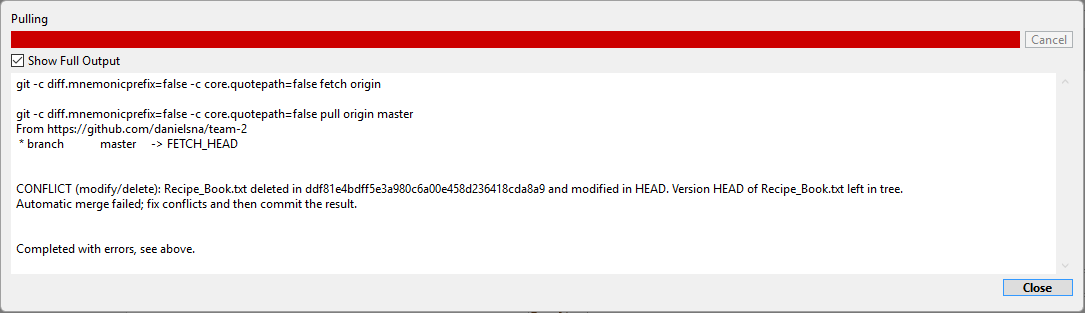 Pulling
Cancel
Show Full Output
git -c diff.mnemonicprefix=false -c core.quotepath=false fetch origin
git -c diff.mnemonicprefix=false -c core.quotepath=false pull origin master
From https://github.com/danielsna/team-2
* branch master -> FETCH_HEAD
CONFLICT (modify/delete): Recipe_Book.txt deleted in ddf81e4bdff5e3a980c6a00e458d236418cda8a9 and modified in HEAD. Version HEAD of Recipe_Book.txt left in tree.
Automatic merge failed; fix conflicts and then commit the result.
Completed with errors, see above.
Close